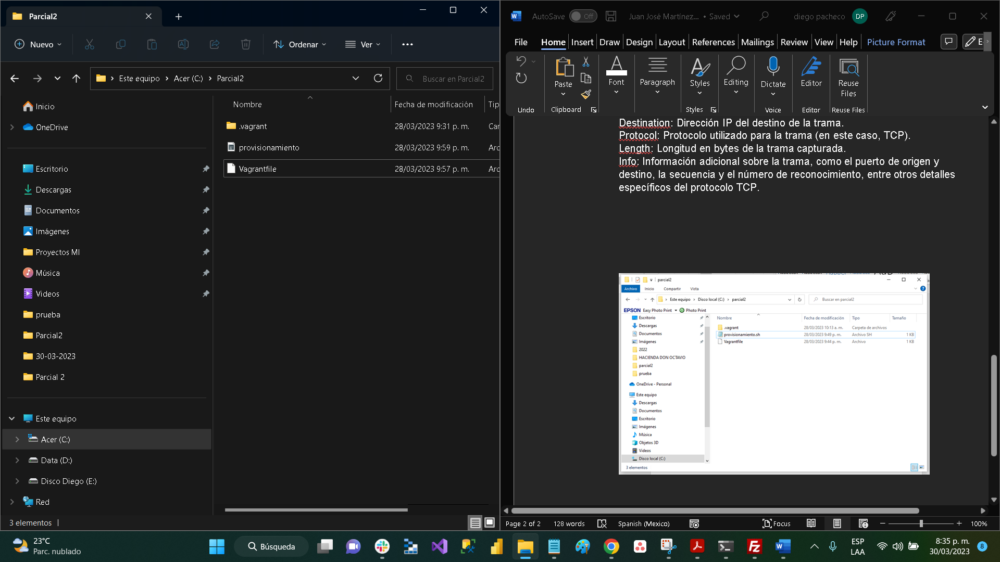 Parcial2
Nuevo
Ordenar
Ver
Este equipo
Acer (C:)
Parcial2
Buscar en Parcial2
Inicio
OneDrive
Escritorio
Descargas
Documentos
Imágenes
Proyectos MI
Música
Videos
prueba
Parcial2
30-03-2023
Parcial 2
Este equipo
Acer (C:)
Data (D:)
Disco Diego (E:)
Red
Nombre
Fecha de modificación
Tip
.vagrant
28/03/2023 9:31 p. m.
Car
provisionamiento
28/03/2023 9:59 p. m.
Arc
Vagrantfile
28/03/2023 9:57 p. m.
Arc
3 elementos
AutoSave
Off
Juan José Martínez... • Saved
diego pacheco
DP
File
Home
Insert
Draw
Design
Layout
References
Mailings
Review
View
Help
Picture Format
E
Undo
Paste
Clipboard
Font
Paragraph
Styles
Styles
Editing
Dictate
Voice
Editor
Editor
Reuse
Files
Reuse Files
Destination: Dirección IP del destino de la trama.
Protocol: Protocolo utilizado para la trama (en este caso, TCP).
Length: Longitud en bytes de la trama capturada.
Info: Información adicional sobre la trama, como el puerto de origen y
destino, la secuencia y el número de reconocimiento, entre otros detalles
específicos del protocolo TCP.
parcial2
Archivo
Inicio
Compartir
Vista
Este equipo
Disco local (C:)
parcial2
Buscar en parcial2
EPSON
Easy Photo Print
Photo Print
Escritorio
Descargas
Documentos
Imágenes
2022
HACIENDA DON OCTAVIO
parcial2
prueba
OneDrive - Personal
Este equipo
Descargas
Documentos
Escritorio
Imágenes
Música
Objetos 3D
Videos
Disco local (C:)
Nombre
Fecha de modificación
Tipo
Tamaño
.vagrant
28/03/2023 10:13 a. m.
Carpeta de archivos
provisionamiento.sh
28/03/2023 9:49 p. m.
Archivo SH
1 KB
Vagrantfile
28/03/2023 9:44 p. m.
Archivo
1 KB
3 elementos
Page 2 of 2
128 words
Spanish (Mexico)
Focus
100%
23°C
Parc. nublado
Búsqueda
ESP
LAA
8:35 p. m.
30/03/2023
8